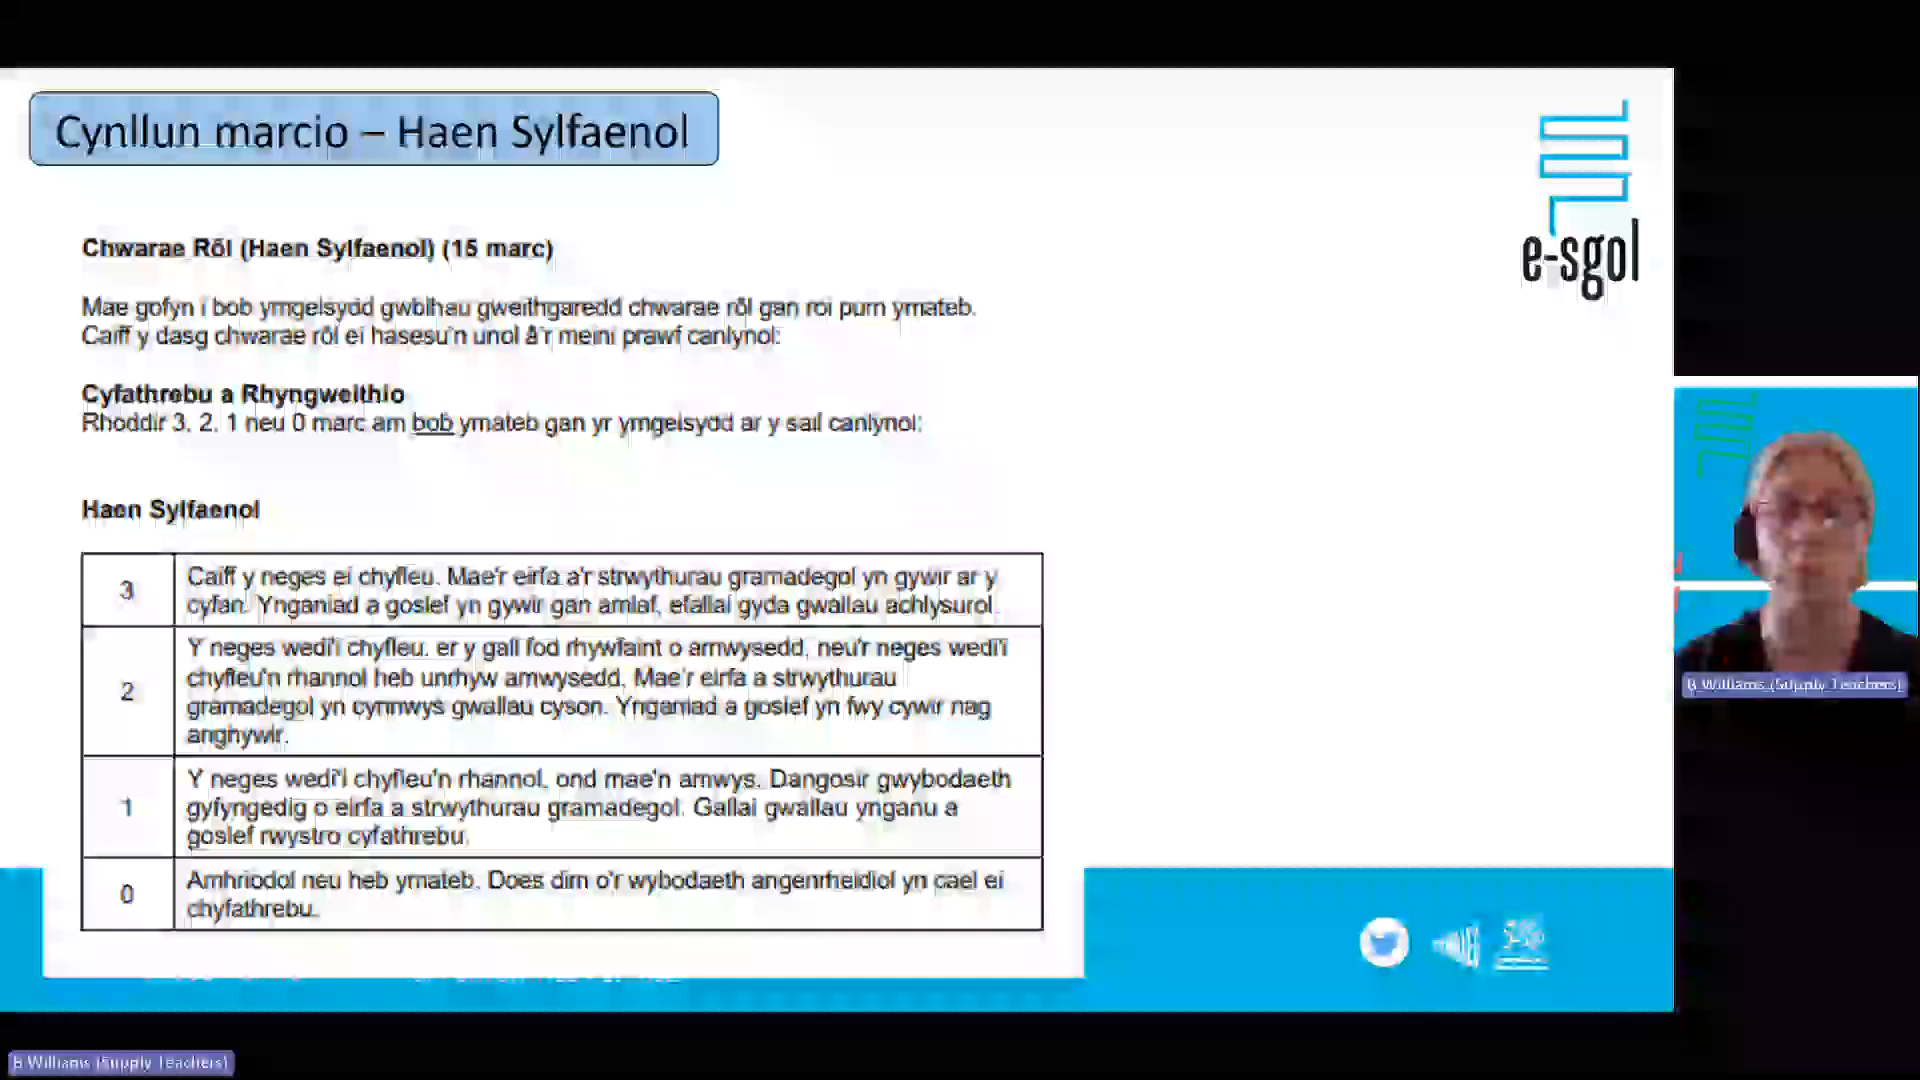 Cynllun marcio – Haen Sylfaenol
e-sgol
Chwarae Rôl (Haen Sylfaenol) (15 marc)
Mae gofyn i bob ymgeisydd gwblhau gweithgaredd chwarae rôl gan roi pum ymateb.
Caiff y dasg chwarae rôl ei hasesu'n unol â'r meini prawf canlynol:
Cyfathrebu a Rhyngweithio
Rhoddir 3, 2, 1 neu 0 marc am bob ymateb gan yr ymgeisydd ar y sail canlynol:
Haen Sylfaenol
3
Caiff y neges ei chyfleu. Mae'r eirfa a'r strwythurau gramadegol yn gywir ar y
cyfan. Ynganiad a goslef yn gywir gan amlaf, efallai gyda gwallau achlysurol.
2
Y neges wedi'i chyfleu, er y gall fod rhywfaint o amwysedd, neu'r neges wedi'i
chyfleu'n rhannol heb unrhyw amwysedd. Mae'r eirfa a strwythurau
gramadegol yn cynnwys gwallau cyson. Ynganiad a goslef yn fwy cywir nag
anghywir.
1
Y neges wedi'i chyfleu'n rhannol, ond mae'n amwys. Dangosir gwybodaeth
gyfyngedig o eirfa a strwythurau gramadegol. Gallai gwallau ynganu a
goslef rwystro cyfathrebu.
0
Amhriodol neu heb ymateb. Does dim o'r wybodaeth angenrheidiol yn cael ei
chyfathrebu.
B Williams (Supply Teachers)
B Williams (Supply Teachers)